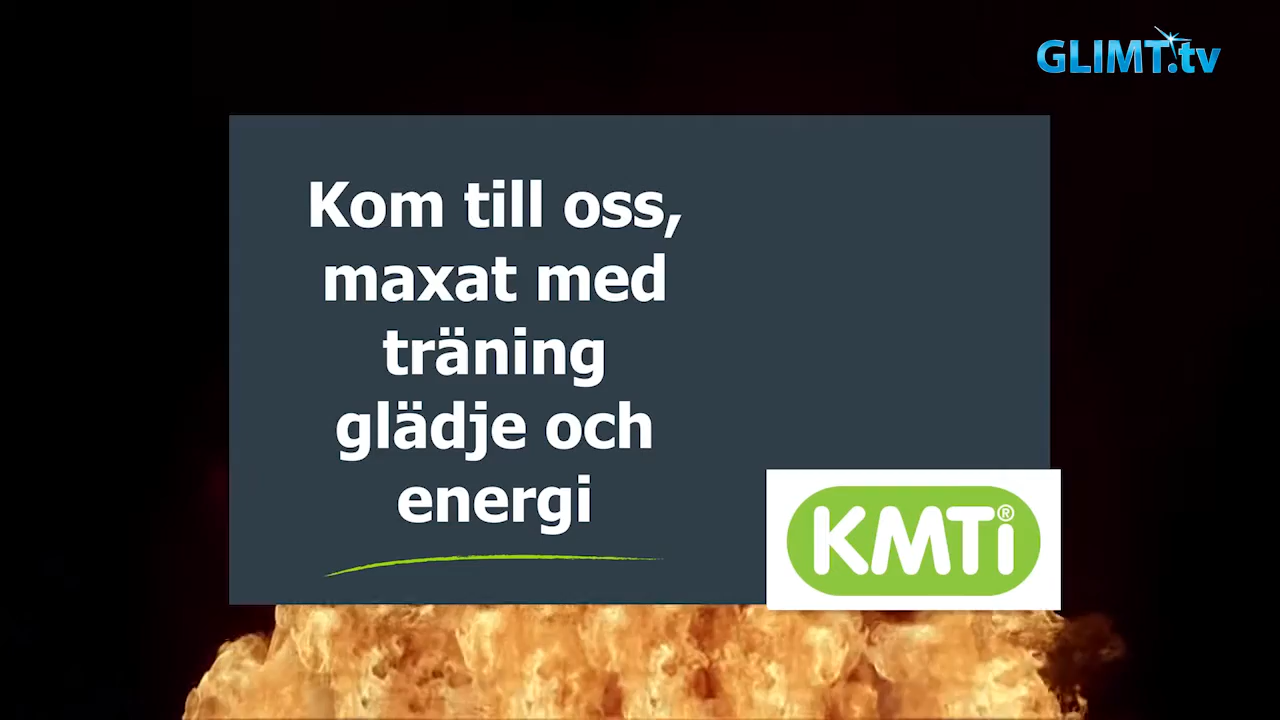 GLIMT.tv
Kom till oss,
maxat med
träning
glädje och
energi
KMTi®